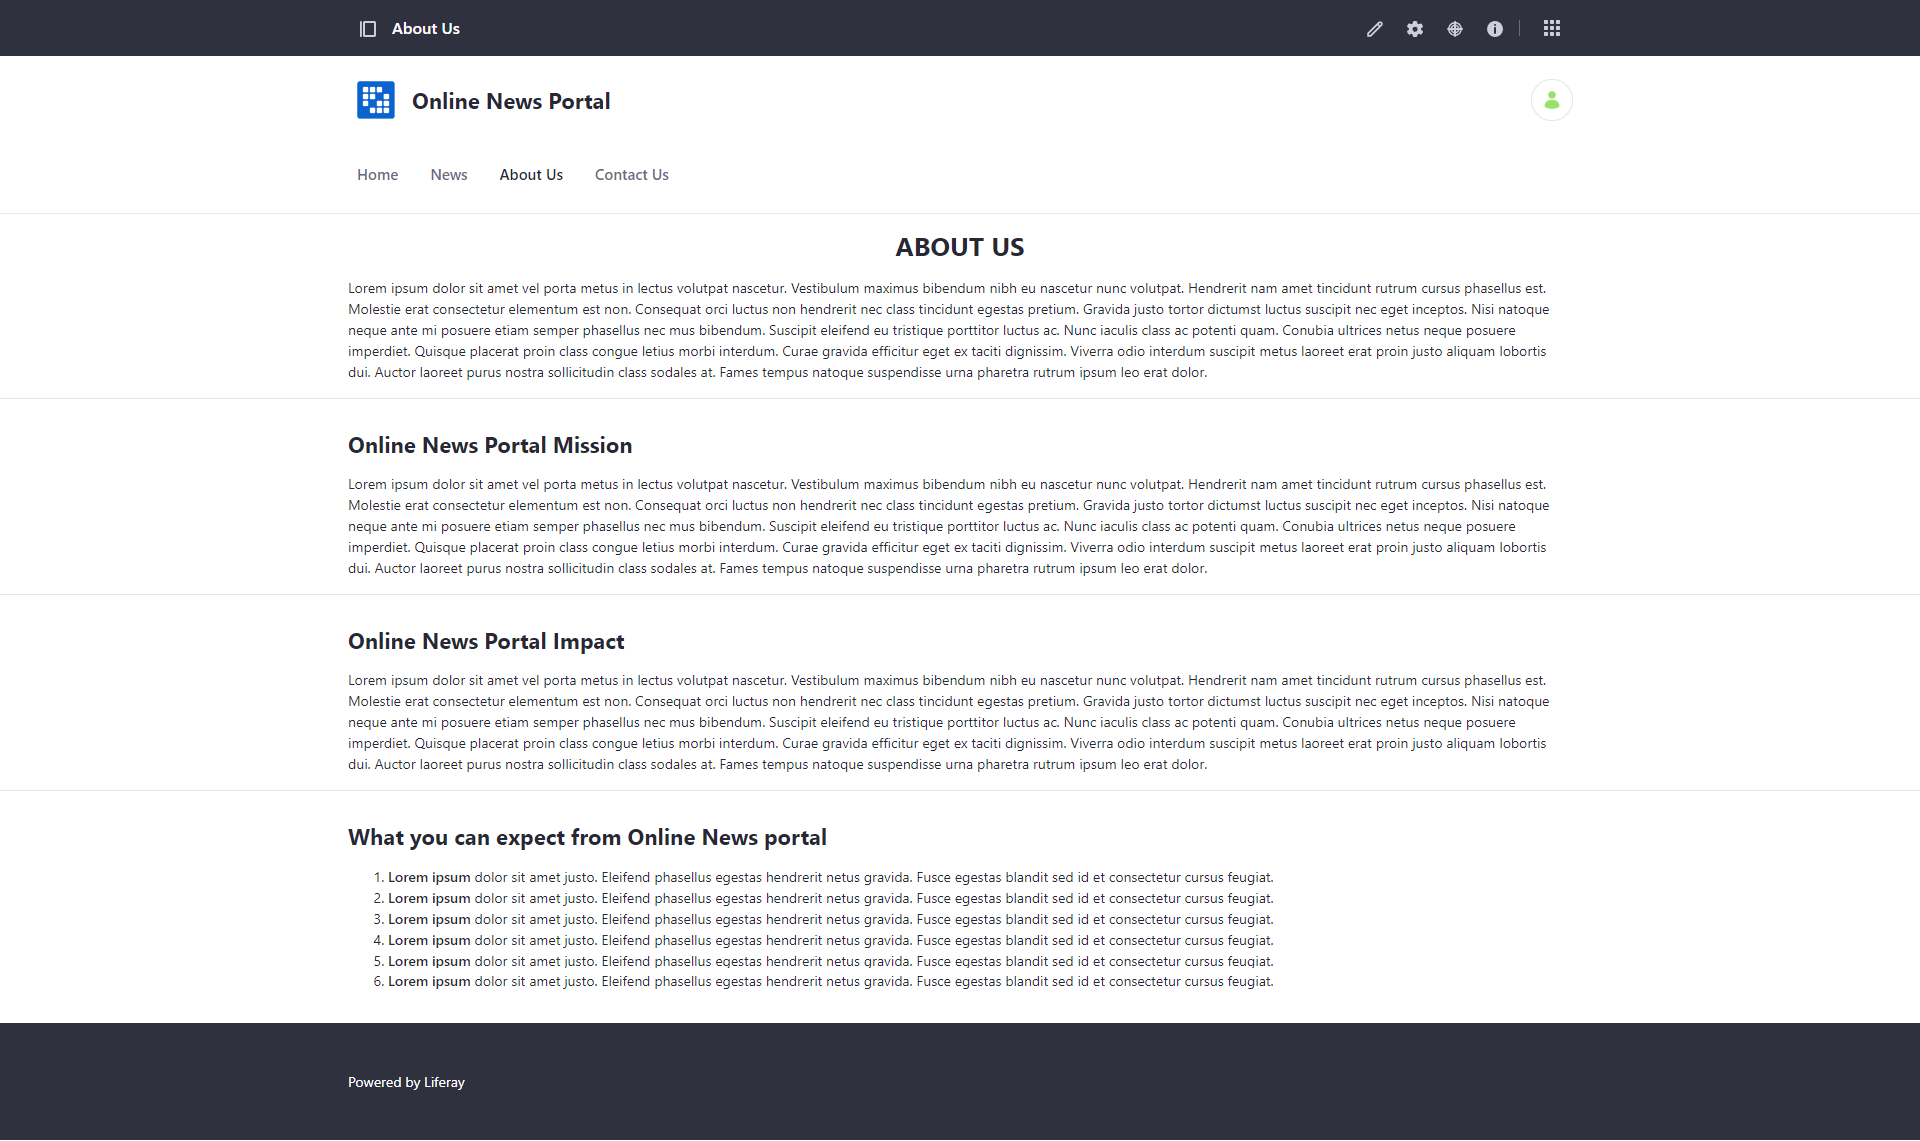 About Us
Online News Portal
Home News About Us Contact Us
ABOUT US
Lorem ipsum dolor sit amet vel porta metus in lectus volutpat nascetur. Vestibulum maximus bibendum nibh eu nascetur nunc volutpat. Hendrerit nam amet tincidunt rutrum cursus phasellus est.
Molestie erat consectetur elementum est non. Consequat orci luctus non hendrerit nec class tincidunt egestas pretium. Gravida justo tortor dictumst luctus suscipit nec eget inceptos. Nisi natoque
neque ante mi posuere etiam semper phasellus nec mus bibendum. Suscipit eleifend eu tristique porttitor luctus ac. Nunc iaculis class ac potenti quam. Conubia ultrices netus neque posuere
imperdiet. Quisque placerat proin class congue letius morbi interdum. Curae gravida efficitur eget ex taciti dignissim. Viverra odio interdum suscipit metus laoreet erat proin justo aliquam lobortis
dui. Auctor laoreet purus nostra sollicitudin class sodales at. Fames tempus natoque suspendisse urna pharetra rutrum ipsum leo erat dolor.
Online News Portal Mission
Lorem ipsum dolor sit amet vel porta metus in lectus volutpat nascetur. Vestibulum maximus bibendum nibh eu nascetur nunc volutpat. Hendrerit nam amet tincidunt rutrum cursus phasellus est.
Molestie erat consectetur elementum est non. Consequat orci luctus non hendrerit nec class tincidunt egestas pretium. Gravida justo tortor dictumst luctus suscipit nec eget inceptos. Nisi natoque
neque ante mi posuere etiam semper phasellus nec mus bibendum. Suscipit eleifend eu tristique porttitor luctus ac. Nunc iaculis class ac potenti quam. Conubia ultrices netus neque posuere
imperdiet. Quisque placerat proin class congue letius morbi interdum. Curae gravida efficitur eget ex taciti dignissim. Viverra odio interdum suscipit metus laoreet erat proin justo aliquam lobortis
dui. Auctor laoreet purus nostra sollicitudin class sodales at. Fames tempus natoque suspendisse urna pharetra rutrum ipsum leo erat dolor.
Online News Portal Impact
Lorem ipsum dolor sit amet vel porta metus in lectus volutpat nascetur. Vestibulum maximus bibendum nibh eu nascetur nunc volutpat. Hendrerit nam amet tincidunt rutrum cursus phasellus est.
Molestie erat consectetur elementum est non. Consequat orci luctus non hendrerit nec class tincidunt egestas pretium. Gravida justo tortor dictumst luctus suscipit nec eget inceptos. Nisi natoque
neque ante mi posuere etiam semper phasellus nec mus bibendum. Suscipit eleifend eu tristique porttitor luctus ac. Nunc iaculis class ac potenti quam. Conubia ultrices netus neque posuere
imperdiet. Quisque placerat proin class congue letius morbi interdum. Curae gravida efficitur eget ex taciti dignissim. Viverra odio interdum suscipit metus laoreet erat proin justo aliquam lobortis
dui. Auctor laoreet purus nostra sollicitudin class sodales at. Fames tempus natoque suspendisse urna pharetra rutrum ipsum leo erat dolor.
What you can expect from Online News portal
1. Lorem ipsum dolor sit amet justo. Eleifend phasellus egestas hendrerit netus gravida. Fusce egestas blandit sed id et consectetur cursus feugiat.
2. Lorem ipsum dolor sit amet justo. Eleifend phasellus egestas hendrerit netus gravida. Fusce egestas blandit sed id et consectetur cursus feugiat.
3. Lorem ipsum dolor sit amet justo. Eleifend phasellus egestas hendrerit netus gravida. Fusce egestas blandit sed id et consectetur cursus feugiat.
4. Lorem ipsum dolor sit amet justo. Eleifend phasellus egestas hendrerit netus gravida. Fusce egestas blandit sed id et consectetur cursus feugiat.
5. Lorem ipsum dolor sit amet justo. Eleifend phasellus egestas hendrerit netus gravida. Fusce egestas blandit sed id et consectetur cursus feugiat.
6. Lorem ipsum dolor sit amet justo. Eleifend phasellus egestas hendrerit netus gravida. Fusce egestas blandit sed id et consectetur cursus feugiat.
Powered by Liferay